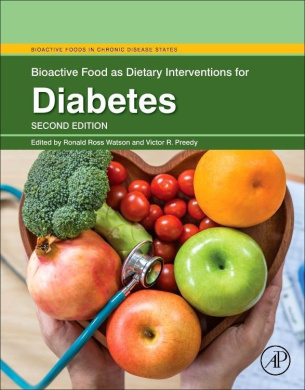 BIOACTIVE FOODS IN CHRONIC DISEASE STATES
Bioactive Food as Dietary Interventions for
Diabetes
SECOND EDITION
Edited by Ronald Ross Watson and Victor R. Preedy
AP